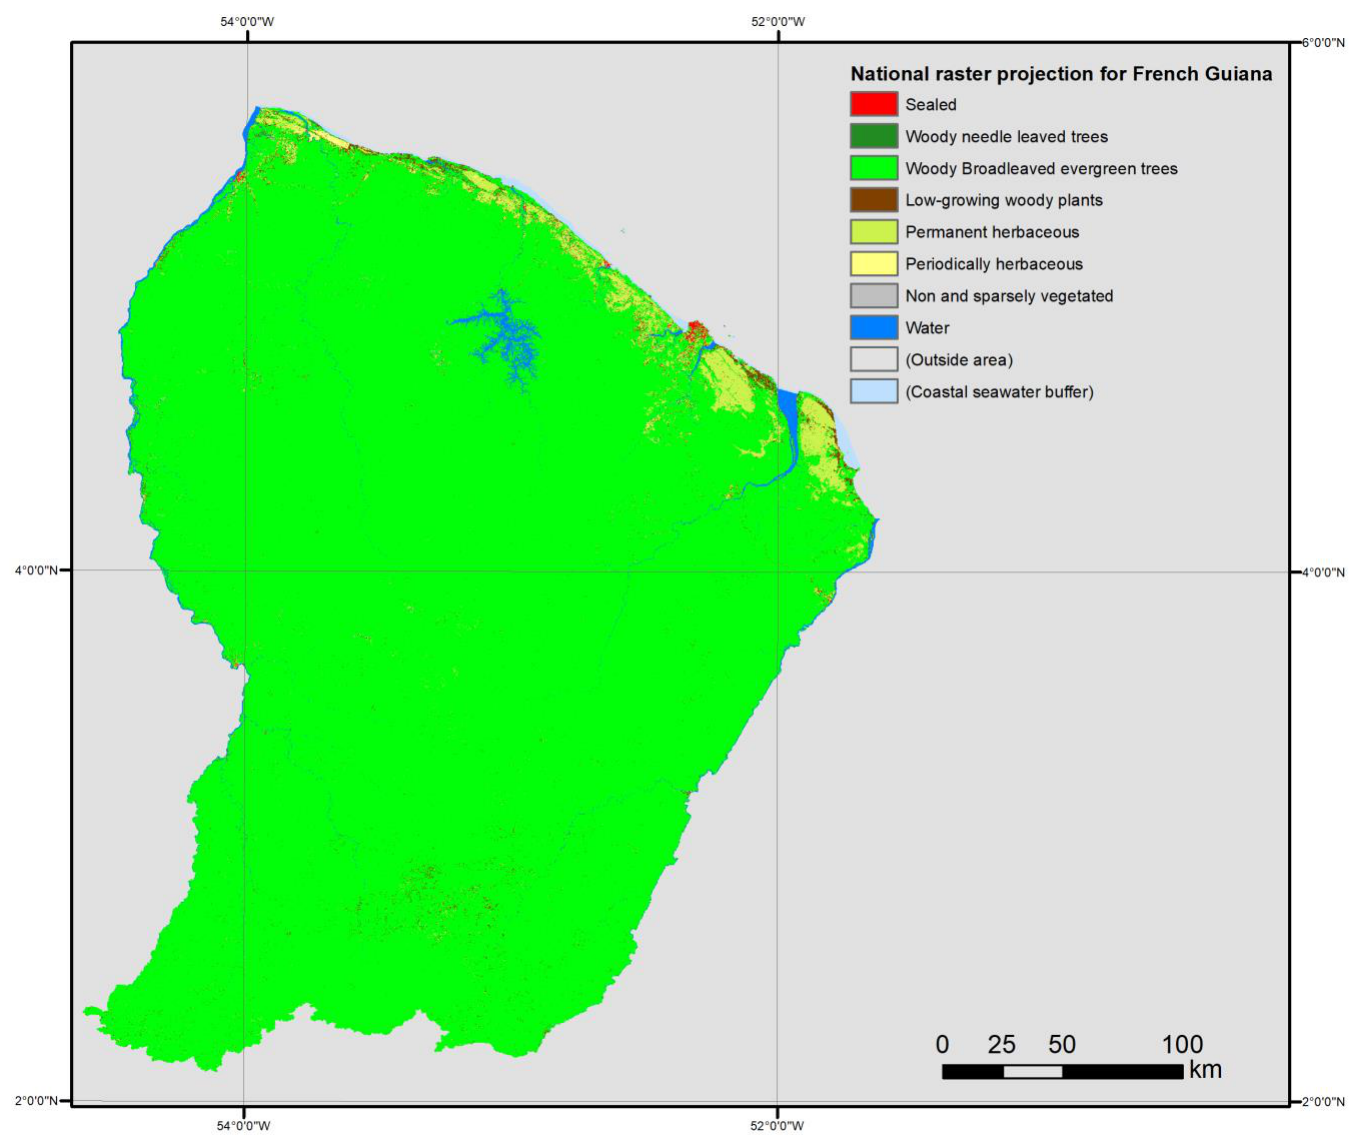 54°0'0"W
52°0'0"W
6°0'0"N
National raster projection for French Guiana
Sealed
Woody needle leaved trees
Woody Broadleaved evergreen trees
Low-growing woody plants
Permanent herbaceous
Periodically herbaceous
Non and sparsely vegetated
Water
(Outside area)
(Coastal seawater buffer)
4°0'0"N
4°0'0"N
0 25 50 100
km
2°0'0"N
2°0'0"N
54°0'0"W
52°0'0"W